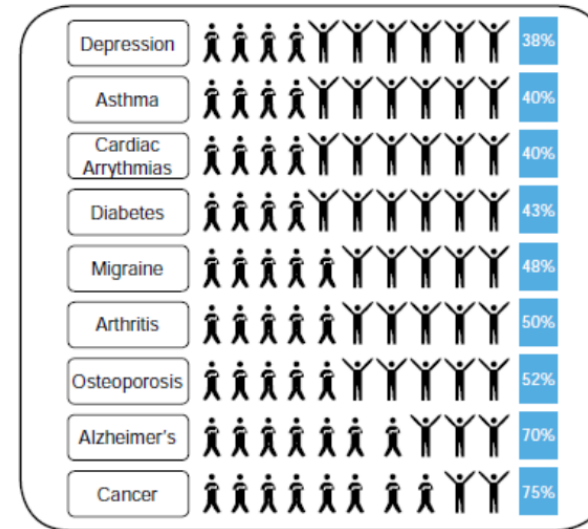 Depression 38%
Asthma 40%
Cardiac
Arrythmias 40%
Diabetes 43%
Migraine 48%
Arthritis 50%
Osteoporosis 52%
Alzheimer's 70%
Cancer 75%